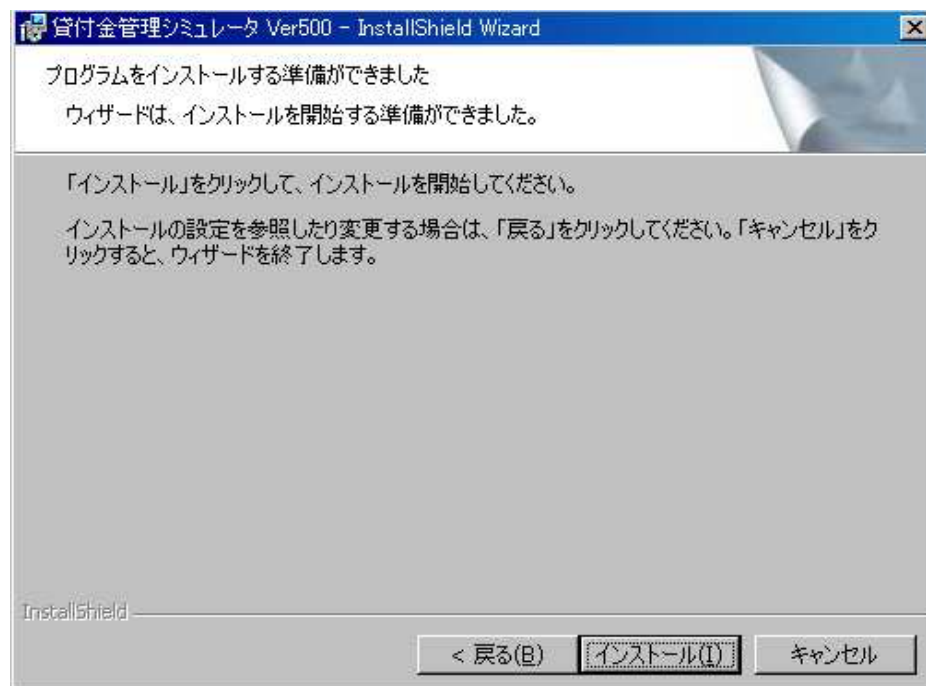 貸付金管理シミュレータ Ver500 - InstallShield Wizard
プログラムをインストールする準備ができました
ウィザードは、インストールを開始する準備ができました。
「インストール」をクリックして、インストールを開始してください。
インストールの設定を参照したり変更する場合は、「戻る」をクリックしてください。「キャンセル」をク
リックすると、ウィザードを終了します。
InstallShield
< 戻る(B) インストール(I) キャンセル